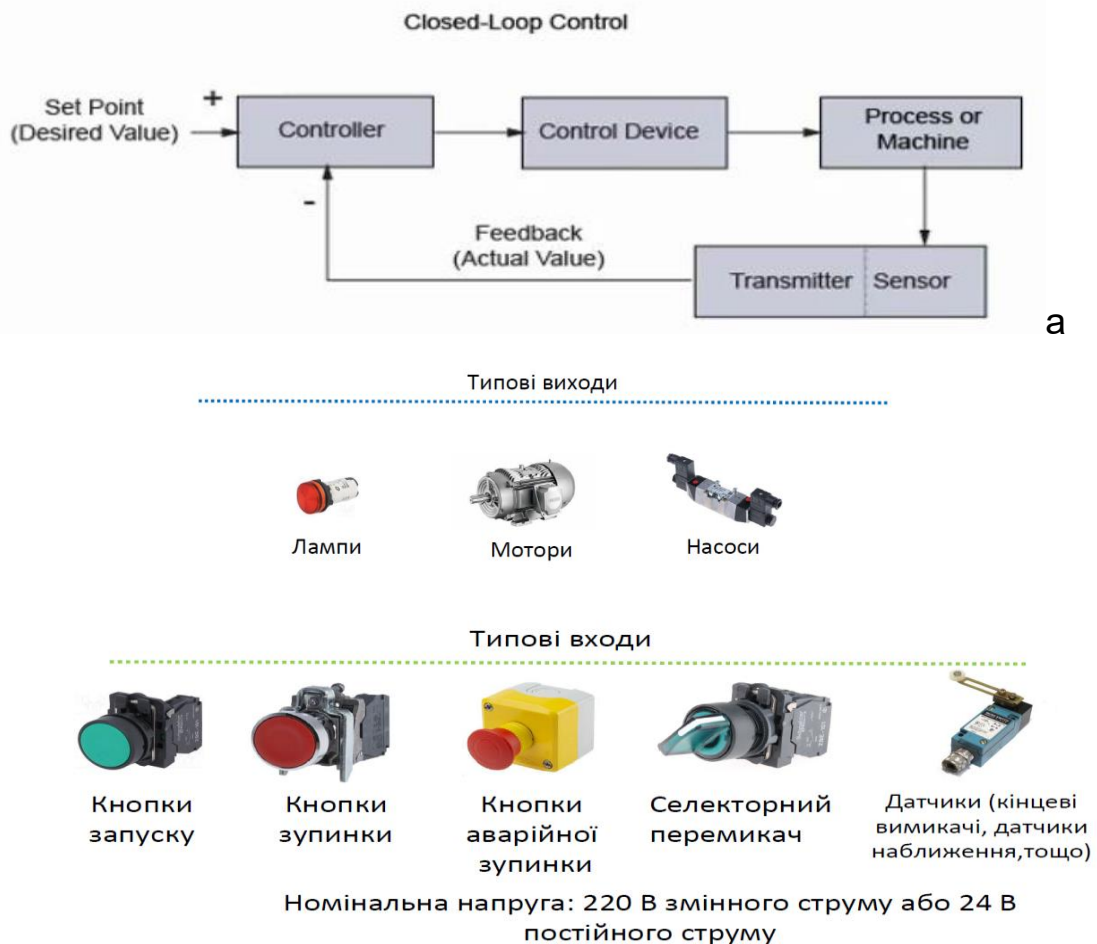 Closed-Loop Control
Set Point
(Desired Value)
+
Controller
Control Device
Process or
Machine
-
Feedback
(Actual Value)
Transmitter
Sensor
а
Типові виходи
Лампи
Мотори
Насоси
Типові входи
Кнопки
запуску
Кнопки
зупинки
Кнопки
аварійної
зупинки
Селекторний
перемикач
Датчики (кінцеві
вимикачі, датчики
наближення,тощо)
Номінальна напруга: 220 В змінного струму або 24 В
постійного струму